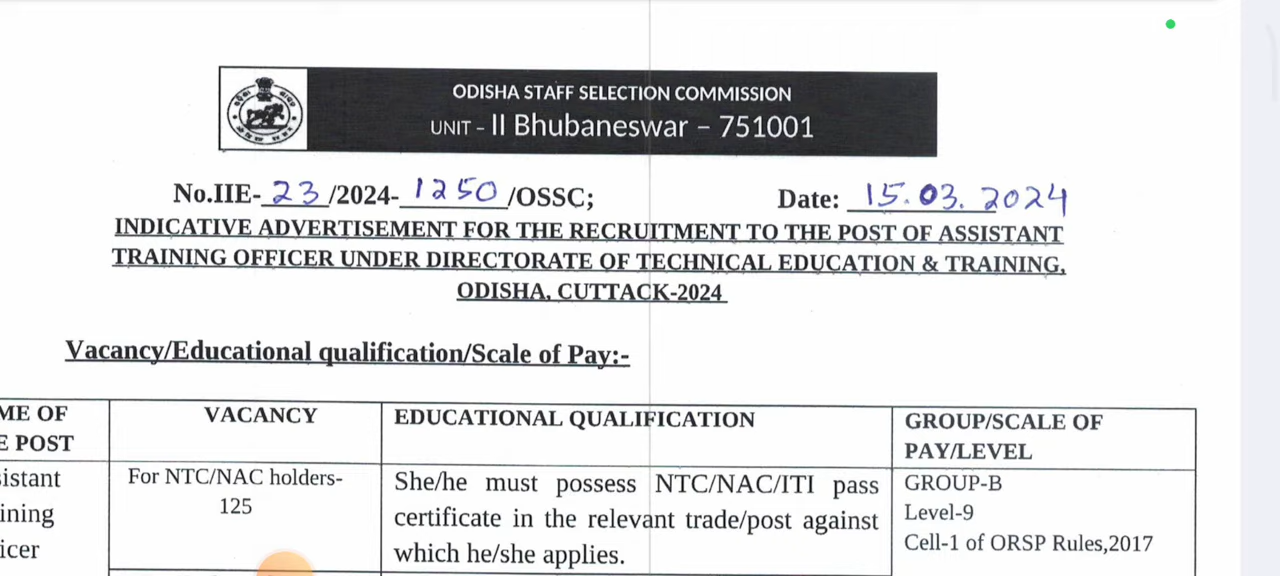 ODISHA STAFF SELECTION COMMISSION
UNIT – II Bhubaneswar – 751001
No.IIE- 23 /2024- 1250 /OSSC; Date: 15.03.2024
INDICATIVE ADVERTISEMENT FOR THE RECRUITMENT TO THE POST OF ASSISTANT
TRAINING OFFICER UNDER DIRECTORATE OF TECHNICAL EDUCATION & TRAINING,
ODISHA, CUTTACK-2024
Vacancy/Educational qualification/Scale of Pay:-
ME OF
E POST
VACANCY
EDUCATIONAL QUALIFICATION
GROUP/SCALE OF
PAY/LEVEL
sistant
ining
icer
For NTC/NAC holders-
125
She/he must possess NTC/NAC/ITI pass
certificate in the relevant trade/post against
which he/she applies.
GROUP-B
Level-9
Cell-1 of ORSP Rules,2017